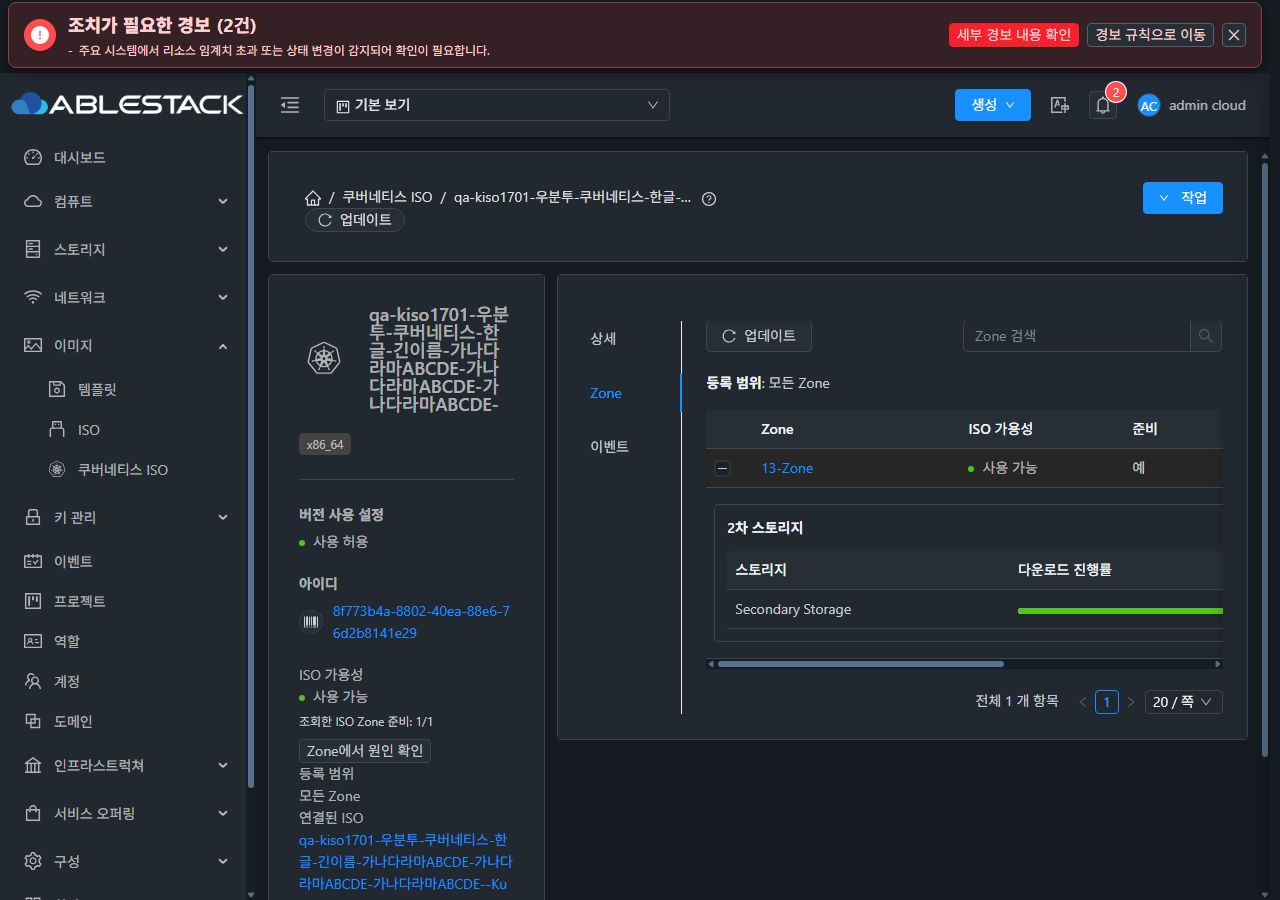 조치가 필요한 경보 (2건)
- 주요 시스템에서 리소스 임계치 초과 또는 상태 변경이 감지되어 확인이 필요합니다.
세부 경보 내용 확인
경보 규칙으로 이동
ABLESTACK
기본 보기
생성
2
AC
admin cloud
대시보드
컴퓨트
스토리지
네트워크
이미지
템플릿
ISO
쿠버네티스 ISO
키 관리
이벤트
프로젝트
역할
계정
도메인
인프라스트럭쳐
서비스 오퍼링
구성
/ 쿠버네티스 ISO / qa-kiso1701-우분투-쿠버네티스-한글-...
업데이트
작업
qa-kiso1701-우분
투-쿠버네티스-한
글-긴이름-가나다
라마ABCDE-가나
다라마ABCDE-가
나다라마ABCDE-
x86_64
버전 사용 설정
사용 허용
아이디
8f773b4a-8802-40ea-88e6-7
6d2b8141e29
ISO 가용성
사용 가능
조회한 ISO Zone 준비: 1/1
Zone에서 원인 확인
등록 범위
모든 Zone
연결된 ISO
qa-kiso1701-우분투-쿠버네티스-한
글-긴이름-가나다라마ABCDE-가나다
라마ABCDE-가나다라마ABCDE--Ku
상세
Zone
이벤트
업데이트
Zone 검색
등록 범위: 모든 Zone
Zone ISO 가용성 준비
13-Zone 사용 가능 예
2차 스토리지
스토리지 다운로드 진행률
Secondary Storage
전체 1 개 항목
1
20 / 쪽